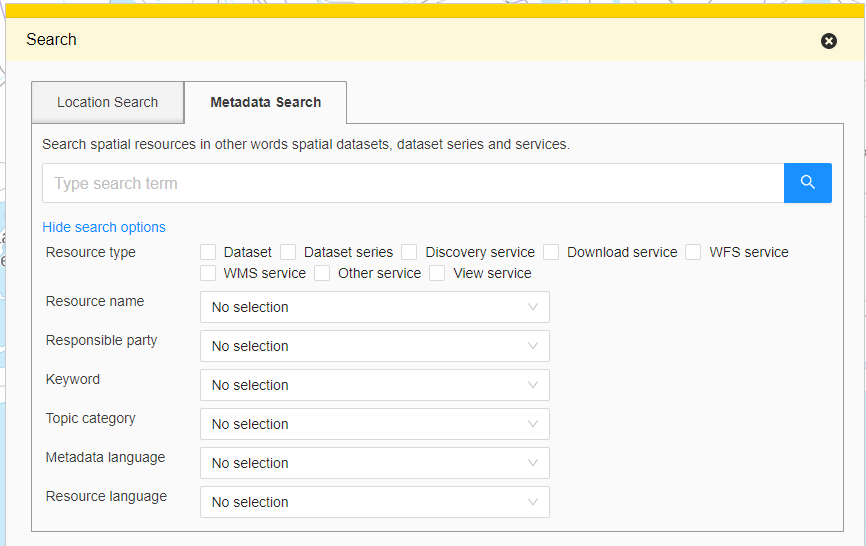 Search
Location Search Metadata Search
Search spatial resources in other words spatial datasets, dataset series and services.
Type search term
Hide search options
Resource type Dataset Dataset series Discovery service Download service WFS service
WMS service Other service View service
Resource name No selection
Responsible party No selection
Keyword No selection
Topic category No selection
Metadata language No selection
Resource language No selection